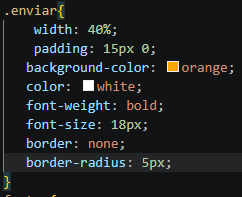 .enviar{
width: 40%;
padding: 15px 0;
background-color: orange;
color: white;
font-weight: bold;
font-size: 18px;
border: none;
border-radius: 5px;
}